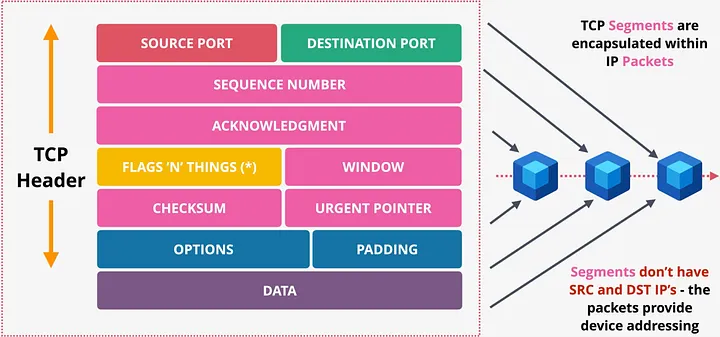 SOURCE PORT
DESTINATION PORT
SEQUENCE NUMBER
ACKNOWLEDGMENT
TCP
Header
FLAGS ‘N’ THINGS (*)
WINDOW
CHECKSUM
URGENT POINTER
OPTIONS
PADDING
DATA
TCP Segments are
encapsulated within
IP Packets
Segments don’t have
SRC and DST IP’s - the
packets provide
device addressing